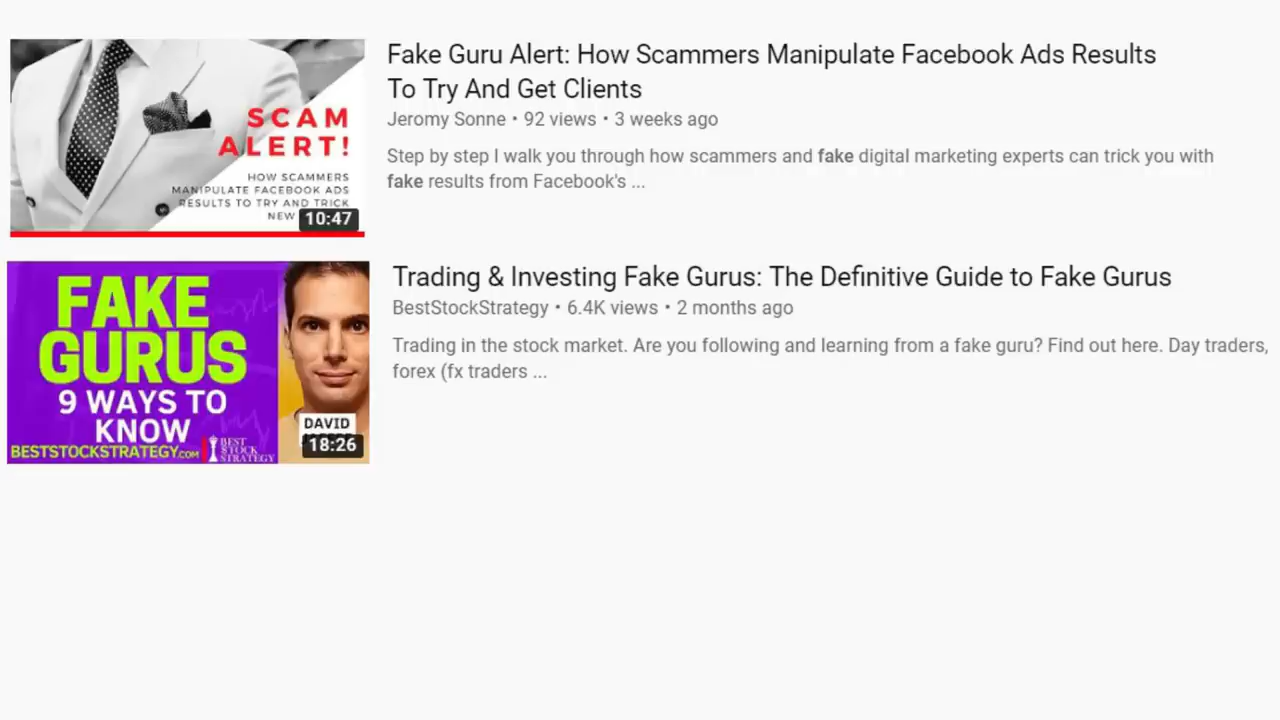 SCAM
ALERT!
HOW SCAMMERS
MANIPULATE FACEBOOK ADS
RESULTS TO TRY AND TRICK
NEW
10:47
Fake Guru Alert: How Scammers Manipulate Facebook Ads Results
To Try And Get Clients
Jeromy Sonne • 92 views • 3 weeks ago
Step by step I walk you through how scammers and fake digital marketing experts can trick you with
fake results from Facebook's ...
FAKE
GURUS
9 WAYS TO
KNOW
BESTSTOCKSTRATEGY.COM
BEST
STOCK
STRATEGY
DAVID
18:26
Trading & Investing Fake Gurus: The Definitive Guide to Fake Gurus
BestStockStrategy • 6.4K views • 2 months ago
Trading in the stock market. Are you following and learning from a fake guru? Find out here. Day traders,
forex (fx traders ...